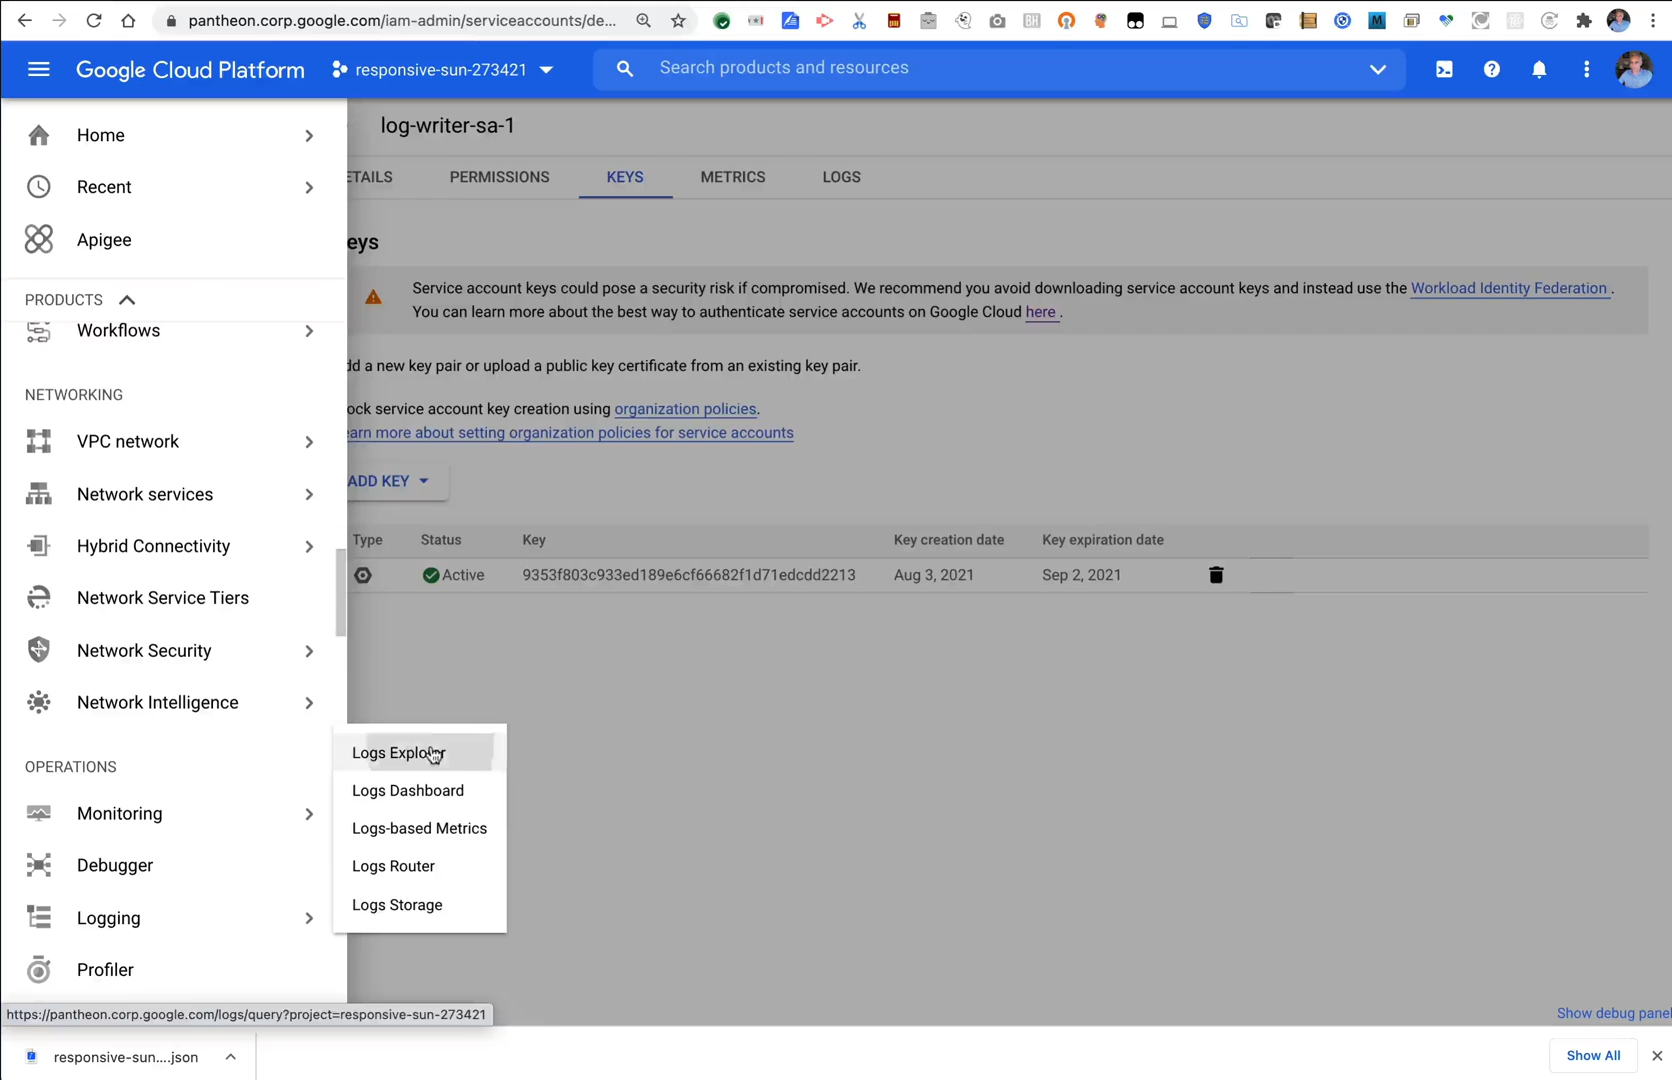 pantheon.corp.google.com/iam-admin/serviceaccounts/de...
Google Cloud Platform
responsive-sun-273421
Search products and resources
Home
Recent
Apigee
PRODUCTS
Workflows
NETWORKING
VPC network
Network services
Hybrid Connectivity
Network Service Tiers
Network Security
Network Intelligence
OPERATIONS
Monitoring
Debugger
Logging
Profiler
Logs Explorer
Logs Dashboard
Logs-based Metrics
Logs Router
Logs Storage
log-writer-sa-1
ETAILS
PERMISSIONS
KEYS
METRICS
LOGS
eys
Service account keys could pose a security risk if compromised. We recommend you avoid downloading service account keys and instead use the Workload Identity Federation .
You can learn more about the best way to authenticate service accounts on Google Cloud here .
dd a new key pair or upload a public key certificate from an existing key pair.
ock service account key creation using organization policies.
earn more about setting organization policies for service accounts
ADD KEY
Type Status Key Key creation date Key expiration date
Active 9353f803c933ed189e6cf66682f1d71edcdd2213 Aug 3, 2021 Sep 2, 2021
https://pantheon.corp.google.com/logs/query?project=responsive-sun-273421
Show debug panel
responsive-sun....json
Show All